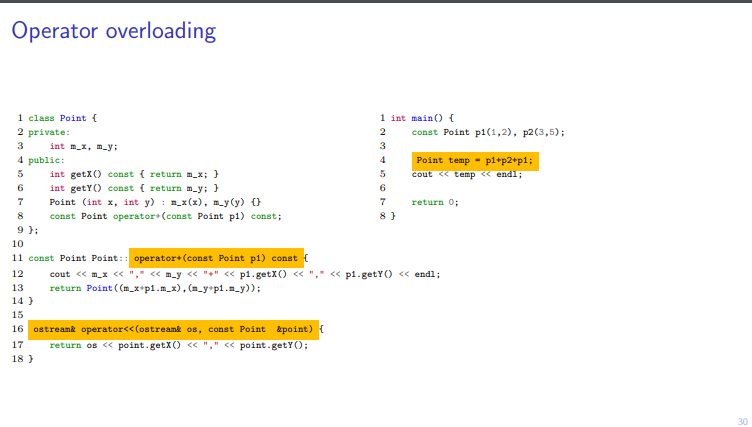 Operator overloading
1 class Point {
2 private:
3 int m_x, m_y;
4 public:
5 int getX() const { return m_x; }
6 int getY() const { return m_y; }
7 Point (int x, int y) : m_x(x), m_y(y) {}
8 const Point operator+(const Point p1) const;
9 };
10
11 const Point Point:: operator+(const Point p1) const {
12 cout << m_x << "," << m_y << "+" << p1.getX() << "," << p1.getY() << endl;
13 return Point((m_x+p1.m_x),(m_y+p1.m_y));
14 }
15
16 ostream& operator<<(ostream& os, const Point &point) {
17 return os << point.getX() << "," << point.getY();
18 }
1 int main() {
2 const Point p1(1,2), p2(3,5);
3
4 Point temp = p1+p2+p1;
5 cout << temp << endl;
6
7 return 0;
8 }
30